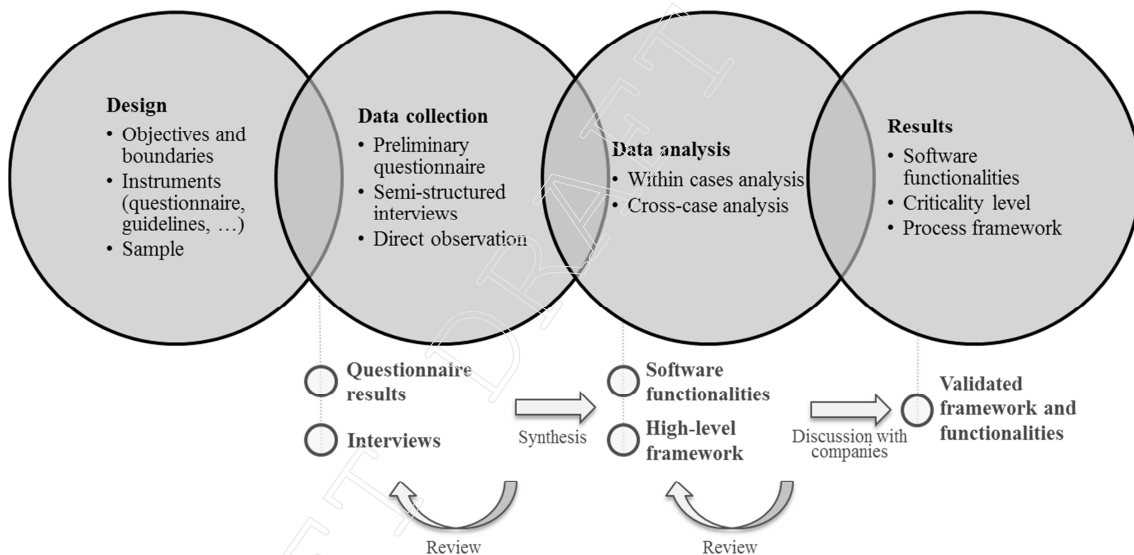 Design
• Objectives and
boundaries
• Instruments
(questionnaire,
guidelines, …)
• Sample
Data collection
• Preliminary
questionnaire
• Semi-structured
interviews
• Direct observation
Data analysis
• Within cases analysis
• Cross-case analysis
Results
• Software
functionalities
• Criticality level
• Process framework
Questionnaire
results
Interviews
Synthesis
Software
functionalities
High-level
framework
Discussion with
companies
Validated
framework and
functionalities
Review
Review
DRAFT